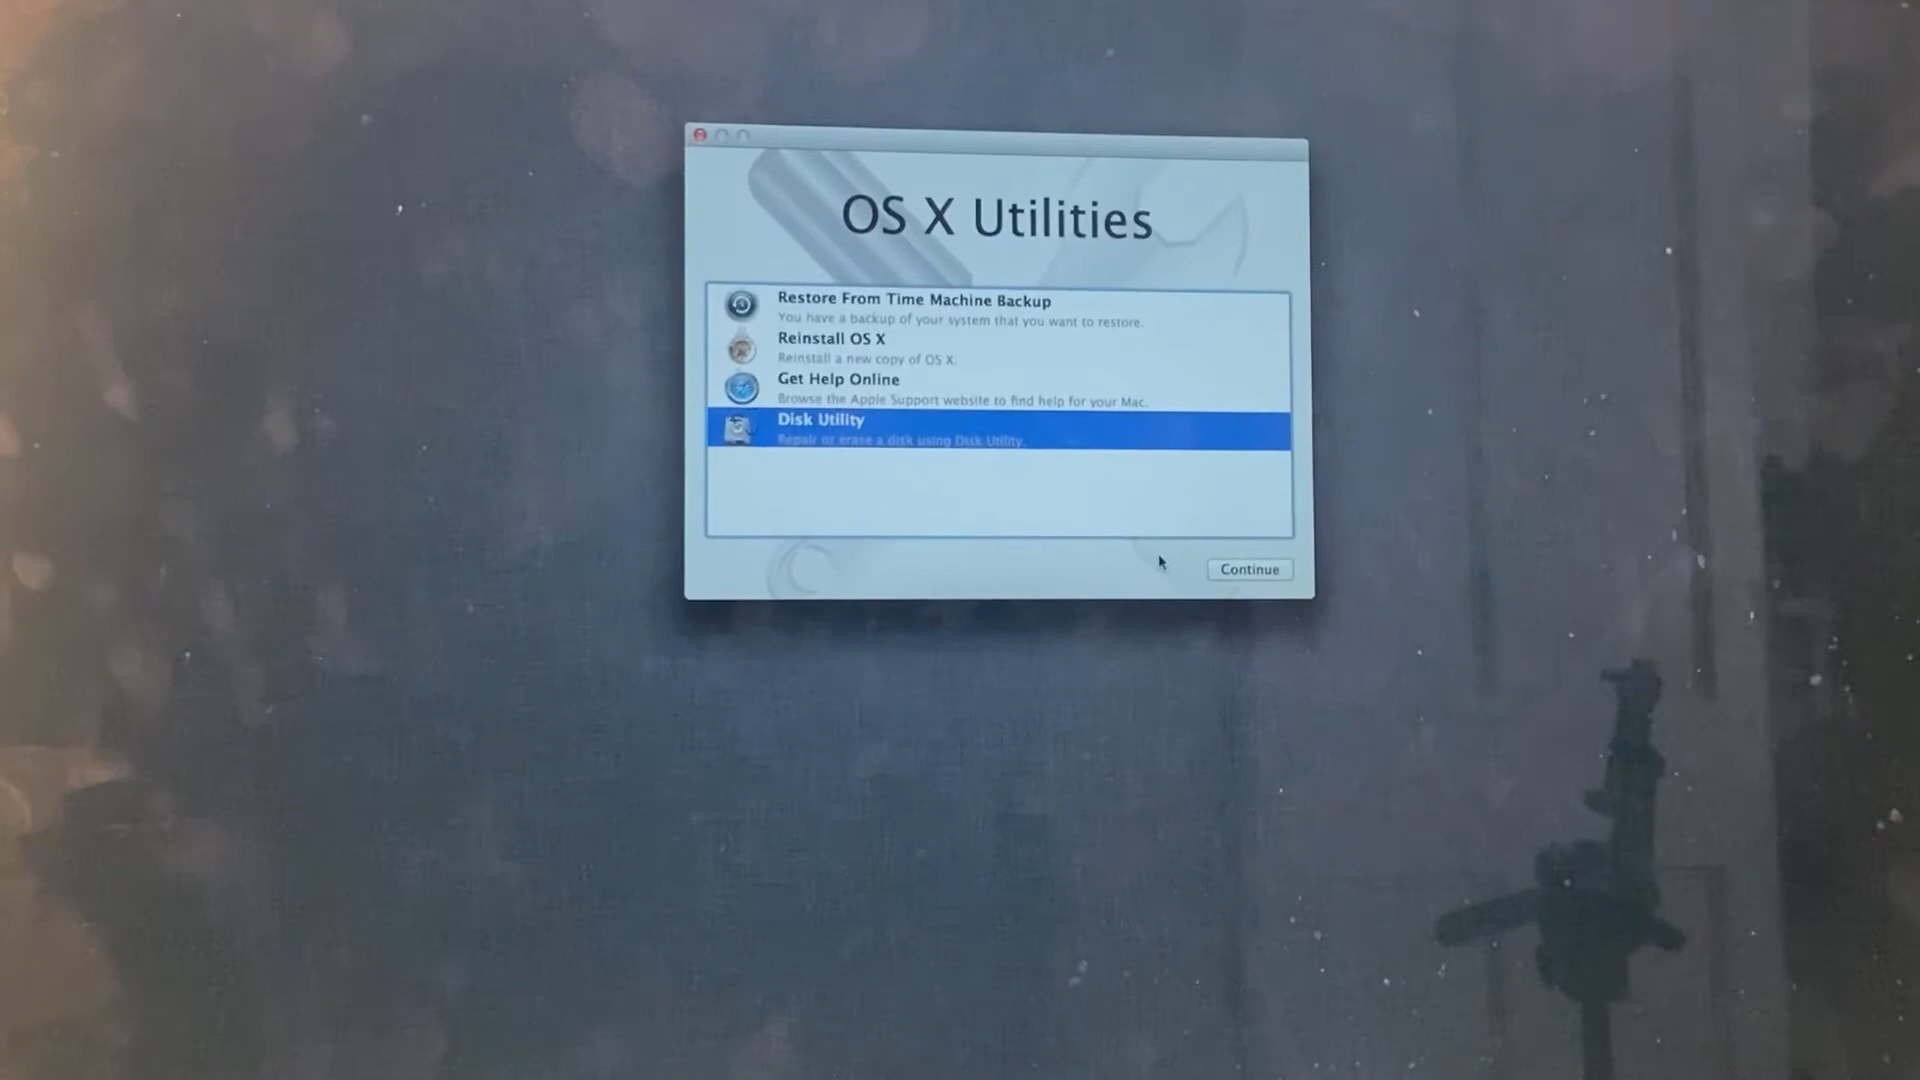 OS X Utilities
Restore From Time Machine Backup
You have a backup of your system that you want to restore.
Reinstall OS X
Reinstall a new copy of OS X.
Get Help Online
Browse the Apple Support website to find help for your Mac.
Disk Utility
Repair or erase a disk using Disk Utility.
Continue